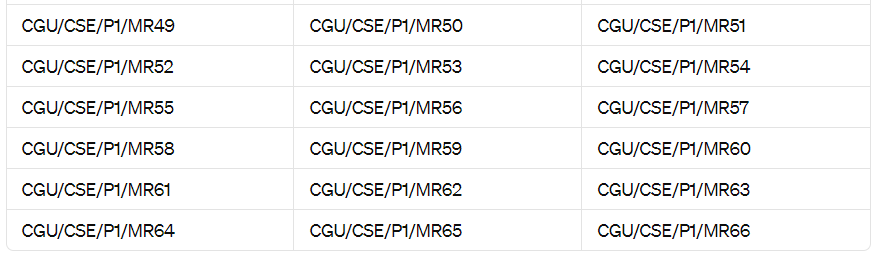 CGU/CSE/P1/MR49 CGU/CSE/P1/MR50 CGU/CSE/P1/MR51
CGU/CSE/P1/MR52 CGU/CSE/P1/MR53 CGU/CSE/P1/MR54
CGU/CSE/P1/MR55 CGU/CSE/P1/MR56 CGU/CSE/P1/MR57
CGU/CSE/P1/MR58 CGU/CSE/P1/MR59 CGU/CSE/P1/MR60
CGU/CSE/P1/MR61 CGU/CSE/P1/MR62 CGU/CSE/P1/MR63
CGU/CSE/P1/MR64 CGU/CSE/P1/MR65 CGU/CSE/P1/MR66